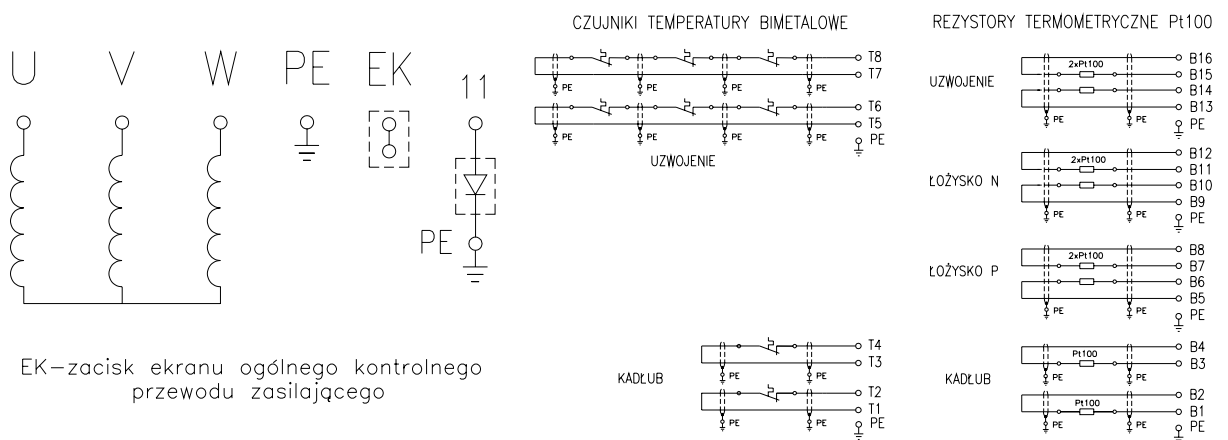 U V W PE EK 11
PE
EK–zacisk ekranu ogólnego kontrolnego
przewodu zasilającego
CZUJNIKI TEMPERATURY BIMETALOWE
T8
T7
PE PE PE PE
T6
T5
PE PE PE PE
PE
UZWOJENIE
T4
T3
PE PE
KADŁUB
T2
T1
PE PE
PE
REZYSTORY TERMOMETRYCZNE Pt100
UZWOJENIE
B16
2xPt100
B15
B14
B13
PE PE
PE
ŁOŻYSKO N
B12
2xPt100
B11
B10
B9
PE PE
PE
ŁOŻYSKO P
B8
2xPt100
B7
B6
B5
PE PE
PE
KADŁUB
B4
Pt100
B3
PE PE
B2
Pt100
B1
PE PE
PE